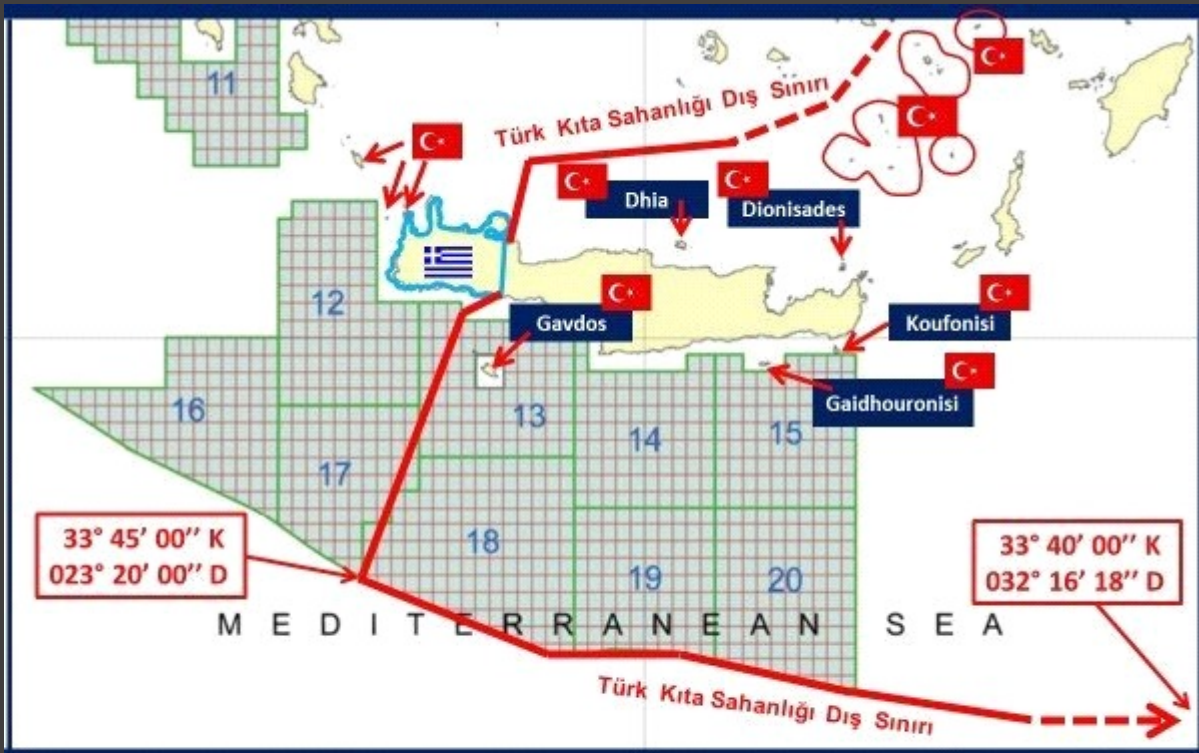 11
Türk Kıta Sahanlığı Dış Sınırı
Dhia
Dionisades
12
Gavdos
Koufonisi
16
13
14
15
Gaidhouronisi
17
33° 45' 00'' K
023° 20' 00'' D
18
19
20
33° 40' 00'' K
032° 16' 18'' D
MEDITERRANEAN SEA
Türk Kıta Sahanlığı Dış Sınırı